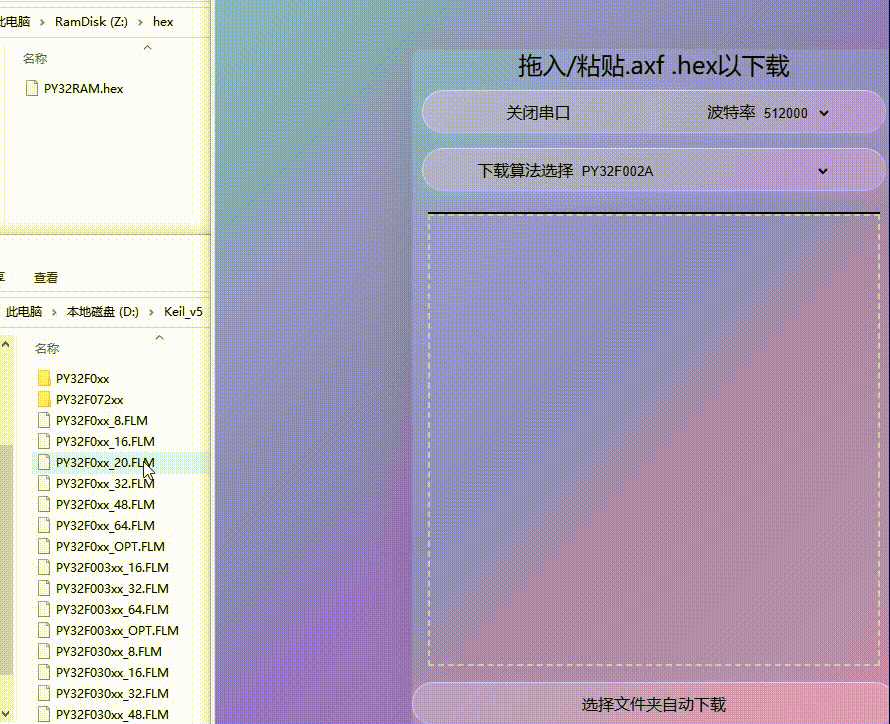 此电脑 › RamDisk (Z:) › hex
名称
PY32RAM.hex
查看
此电脑 › 本地磁盘 (D:) › Keil_v5
名称
PY32F0xx
PY32F072xx
PY32F0xx_8.FLM
PY32F0xx_16.FLM
PY32F0xx_20.FLM
PY32F0xx_32.FLM
PY32F0xx_48.FLM
PY32F0xx_64.FLM
PY32F0xx_OPT.FLM
PY32F003xx_16.FLM
PY32F003xx_32.FLM
PY32F003xx_64.FLM
PY32F003xx_OPT.FLM
PY32F030xx_8.FLM
PY32F030xx_16.FLM
PY32F030xx_32.FLM
PY32F030xx_48.FLM
拖入/粘贴.axf .hex以下载
关闭串口 波特率 512000
下载算法选择 PY32F002A
选择文件夹自动下载